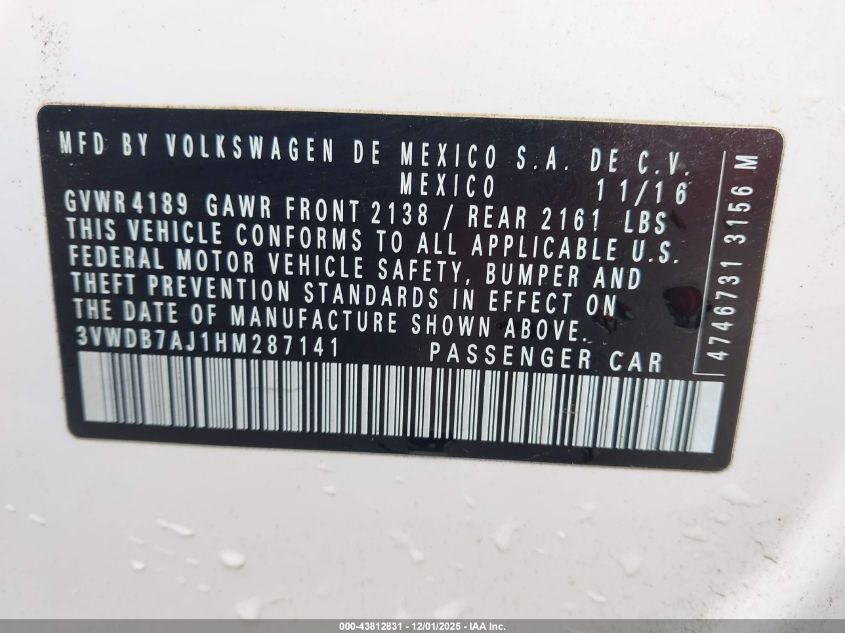 MFD BY VOLKSWAGEN DE MEXICO S.A. DE C.V.
MEXICO 11/16
GVWR 4189 GAWR FRONT 2138 / REAR 2161 LBS
THIS VEHICLE CONFORMS TO ALL APPLICABLE U.S.
FEDERAL MOTOR VEHICLE SAFETY, BUMPER AND
THEFT PREVENTION STANDARDS IN EFFECT ON
THE DATE OF MANUFACTURE SHOWN ABOVE.
3VWDB7AJ1HM287141 PASSENGER CAR
4746731 3156 M
000-43812831 - 12/01/2025 - IAA Inc.